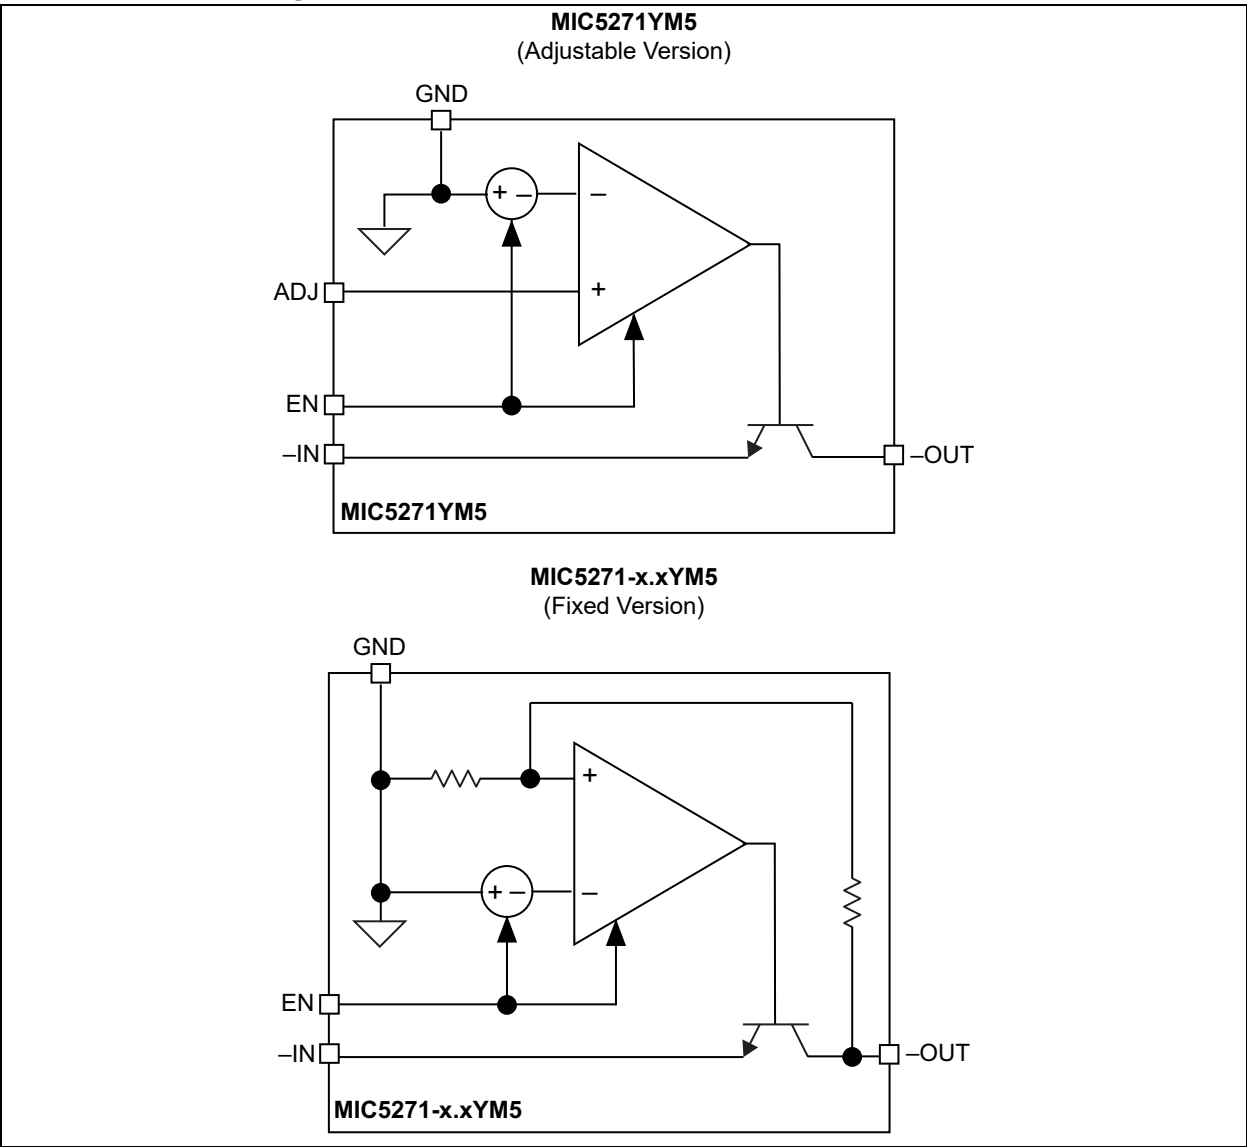 MIC5271YM5
(Adjustable Version)
GND
+ –
–
ADJ
+
EN
–IN
–OUT
MIC5271YM5
MIC5271-x.xYM5
(Fixed Version)
GND
+
+ –
–
EN
–IN
–OUT
MIC5271-x.xYM5